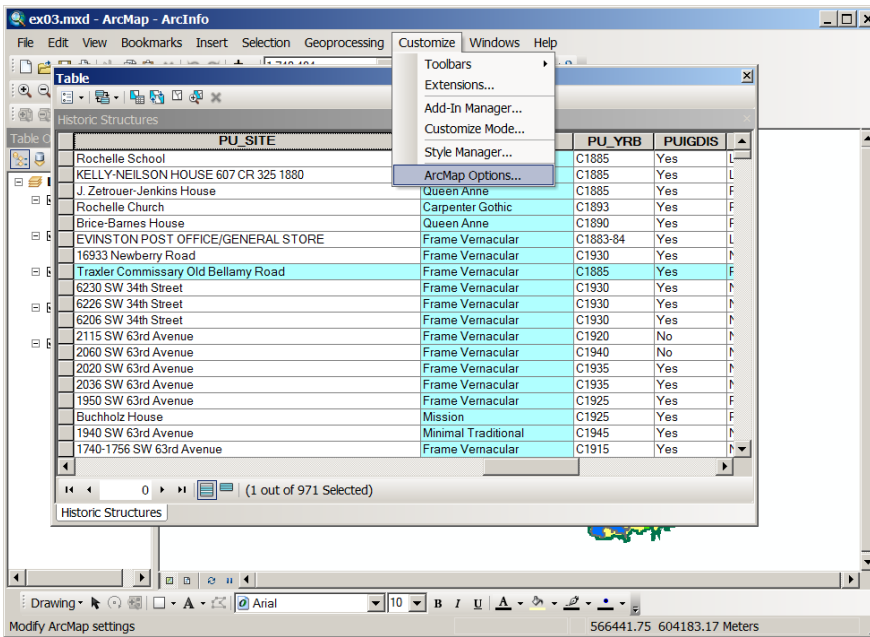 ex03.mxd - ArcMap - ArcInfo
File Edit View Bookmarks Insert Selection Geoprocessing Customize Windows Help
Toolbars
Extensions...
Add-In Manager...
Customize Mode...
Style Manager...
ArcMap Options...
Table
Historic Structures
Table
PU_SITE PU_YRB PUIGDIS
Rochelle School C1885 Yes
KELLY-NEILSON HOUSE 607 CR 325 1880 C1885 Yes
J. Zetrouer-Jenkins House Queen Anne C1885 Yes
Rochelle Church Carpenter Gothic C1893 Yes
Brice-Barnes House Queen Anne C1890 Yes
EVINSTON POST OFFICE/GENERAL STORE Frame Vernacular C1883-84 Yes
16933 Newberry Road Frame Vernacular C1930 Yes
Traxler Commissary Old Bellamy Road Frame Vernacular C1885 Yes
6230 SW 34th Street Frame Vernacular C1930 Yes
6226 SW 34th Street Frame Vernacular C1930 Yes
6206 SW 34th Street Frame Vernacular C1930 Yes
2115 SW 63rd Avenue Frame Vernacular C1920 No
2060 SW 63rd Avenue Frame Vernacular C1940 No
2020 SW 63rd Avenue Frame Vernacular C1935 Yes
2036 SW 63rd Avenue Frame Vernacular C1935 Yes
1950 SW 63rd Avenue Frame Vernacular C1925 Yes
Buchholz House Mission C1925 Yes
1940 SW 63rd Avenue Minimal Traditional C1945 Yes
1740-1756 SW 63rd Avenue Frame Vernacular C1915 Yes
0 (1 out of 971 Selected)
Historic Structures
Drawing A Arial 10 B I U A
Modify ArcMap settings 566441.75 604183.17 Meters